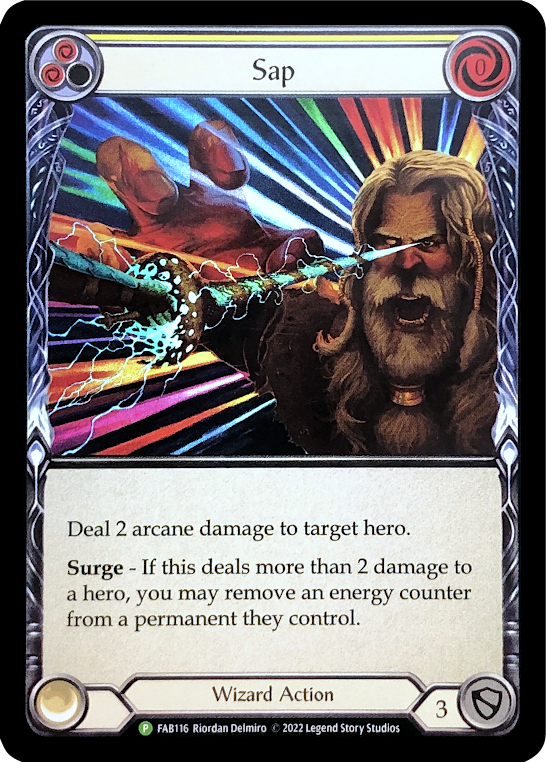 Sap
0
Deal 2 arcane damage to target hero.
Surge - If this deals more than 2 damage to
a hero, you may remove an energy counter
from a permanent they control.
Wizard Action
3
P FAB116 Riordan Delmiro © 2022 Legend Story Studios